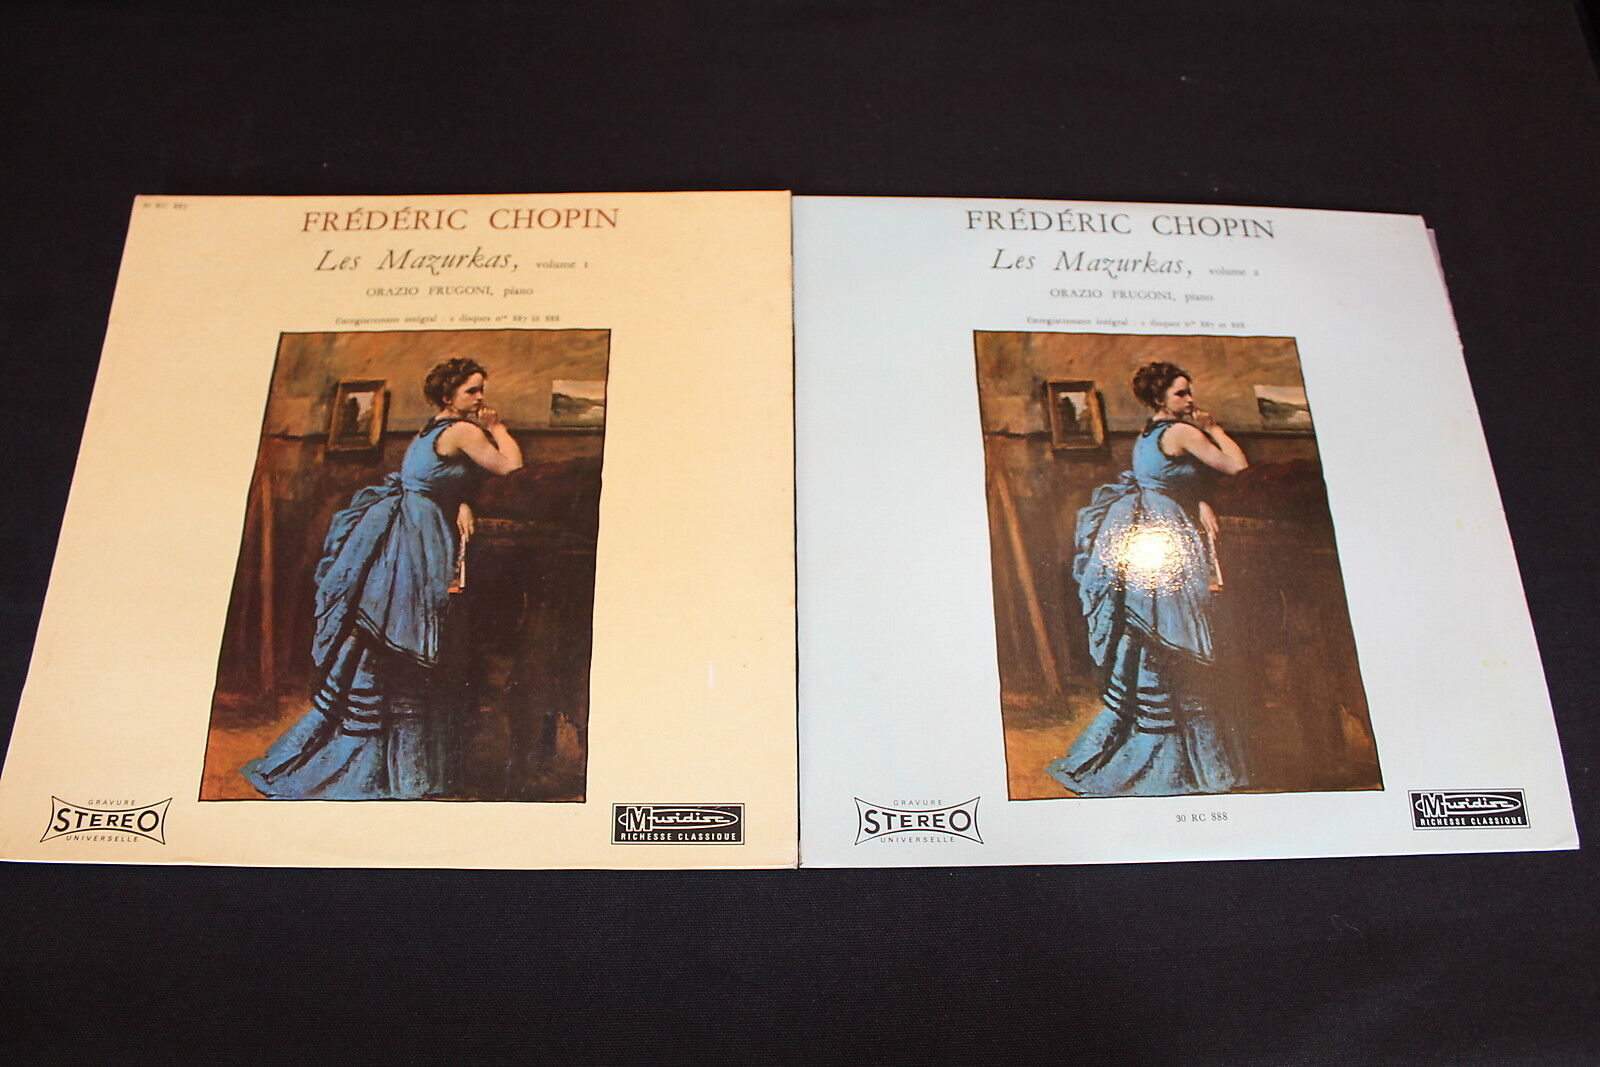 30 RC 887
FRÉDÉRIC CHOPIN
Les Mazurkas, volume 1
ORAZIO FRUGONI, piano
Enregistrement intégral : 2 disques nos 887 et 888
GRAVURE
STEREO
UNIVERSELLE
Musidisc
RICHESSE CLASSIQUE
FRÉDÉRIC CHOPIN
Les Mazurkas, volume 2
ORAZIO FRUGONI, piano
Enregistrement intégral : 2 disques nos 887 et 888
GRAVURE
STEREO
UNIVERSELLE
30 RC 888
Musidisc
RICHESSE CLASSIQUE